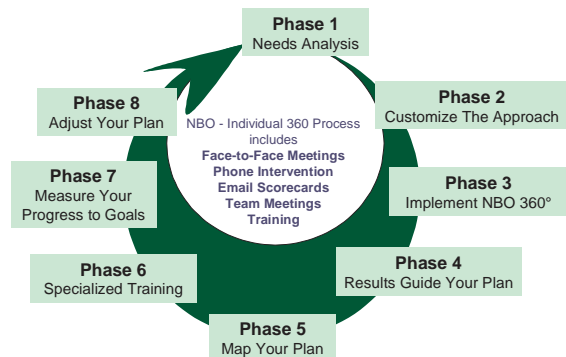 Phase 1
Needs Analysis
Phase 2
Customize The Approach
Phase 3
Implement NBO 360°
Phase 4
Results Guide Your Plan
Phase 5
Map Your Plan
Phase 6
Specialized Training
Phase 7
Measure Your
Progress to Goals
Phase 8
Adjust Your Plan
NBO - Individual 360 Process
includes
Face-to-Face Meetings
Phone Intervention
Email Scorecards
Team Meetings
Training